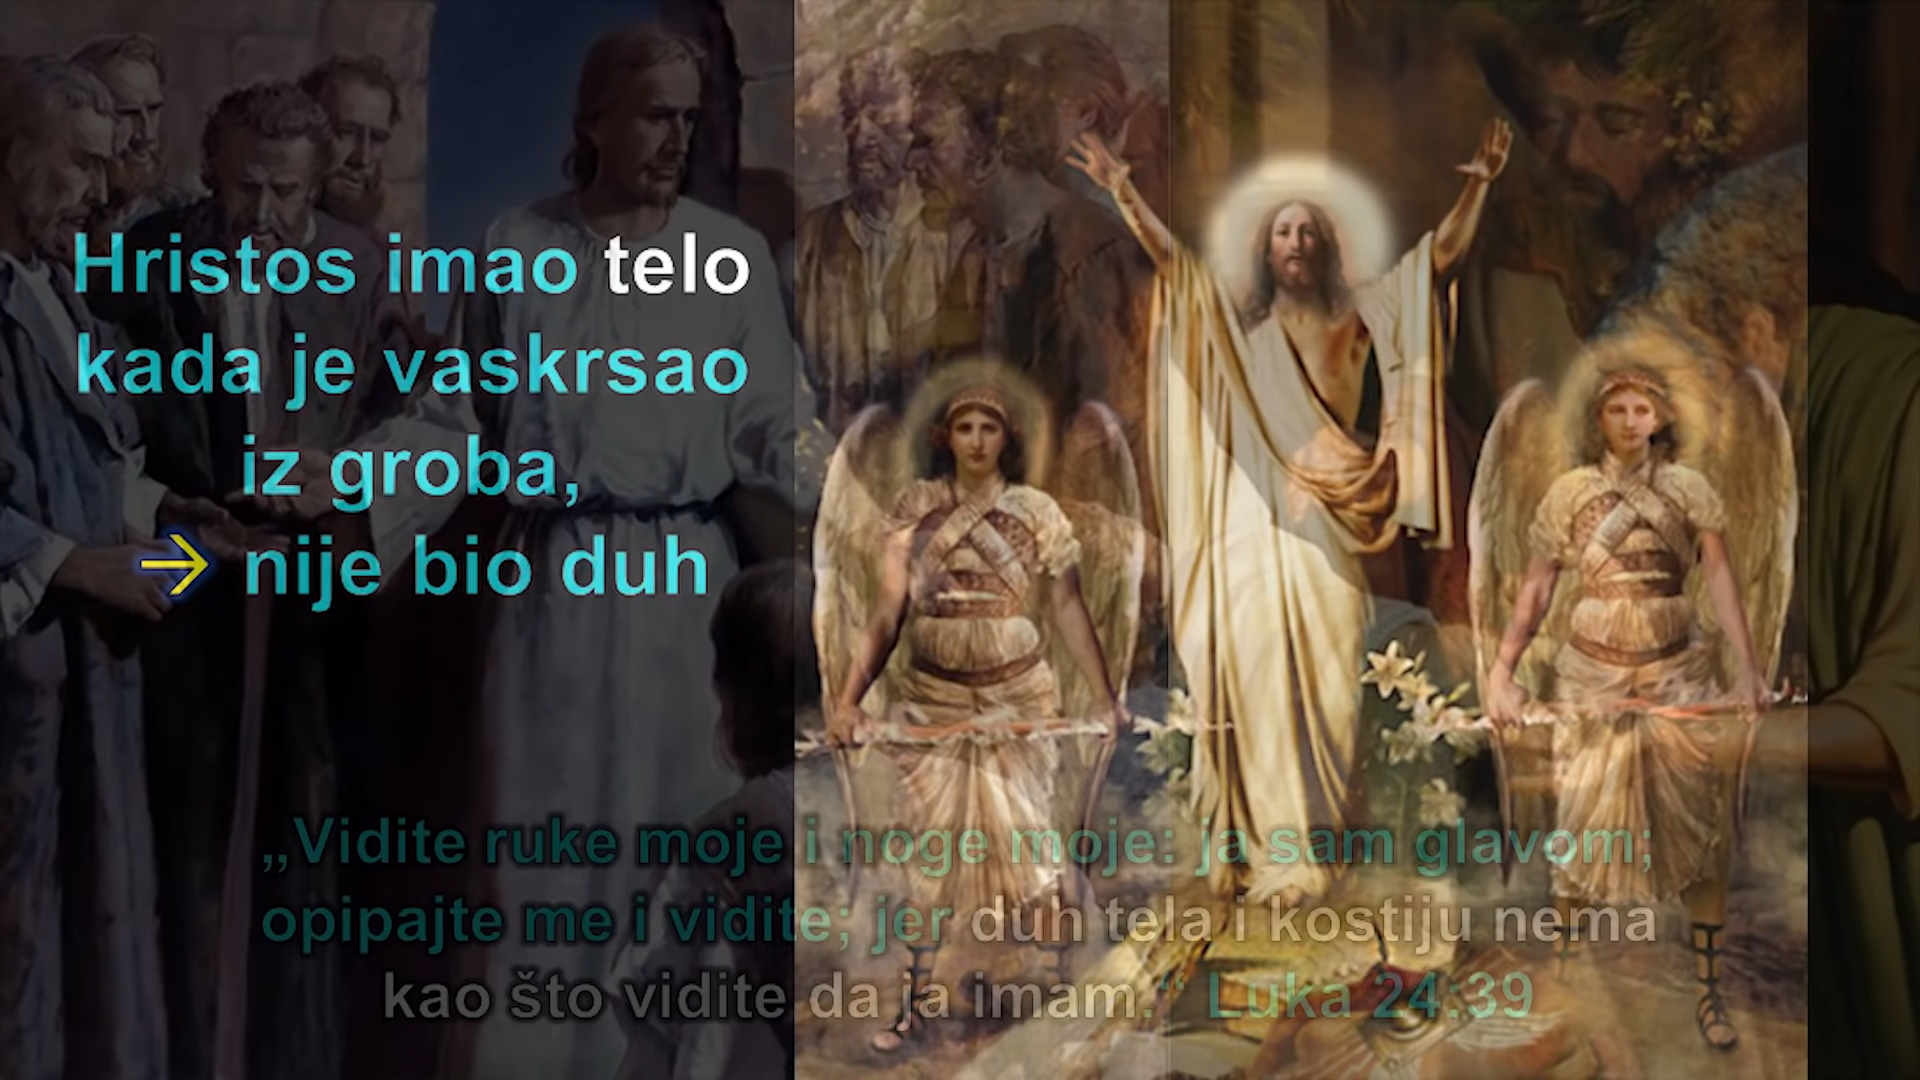 Hristos imao telo
kada je vaskrsao
iz groba,
→ nije bio duh
„Vidite ruke moje i noge moje: ja sam glavom;
opipajte me i vidite; jer duh tela i kostiju nema
kao što vidite da ja imam.“ Luka 24:39